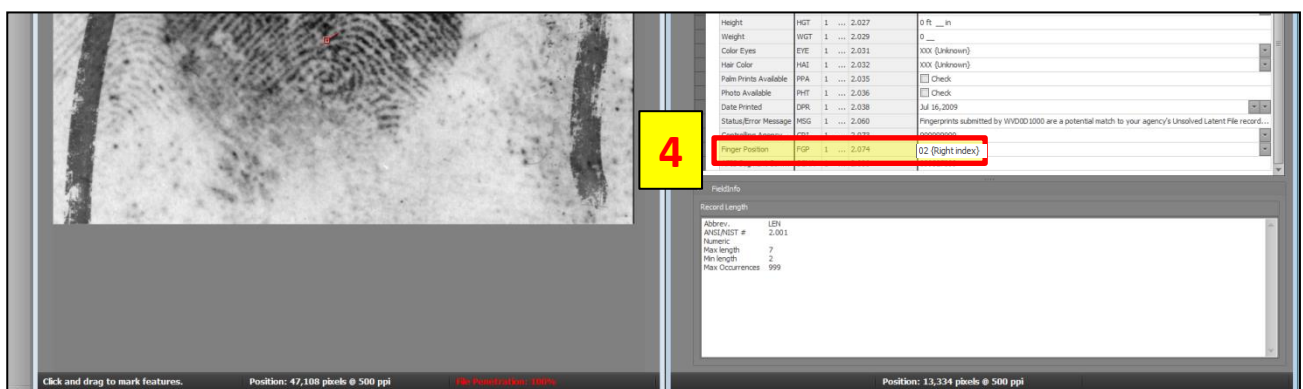 Height HGT 1 ... 2.027 0 ft __ in
Weight WGT 1 ... 2.029 0 __
Color Eyes EYE 1 ... 2.031 XXX {Unknown}
Hair Color HAI 1 ... 2.032 XXX {Unknown}
Palm Prints Available PPA 1 ... 2.035 Check
Photo Available PHT 1 ... 2.036 Check
Date Printed DPR 1 ... 2.038 Jul 16,2009
Status/Error Message MSG 1 ... 2.060 Fingerprints submitted by WVD0D1000 are a potential match to your agency's Unsolved Latent File record...
4
Finger Position FGP 1 ... 2.074 02 {Right index}
FieldInfo
Record Length
Abbrev. LEN
ANSI/NIST # 2.001
Numeric
Max length 7
Min length 2
Max Occurrences 999
Click and drag to mark features. Position: 47,108 pixels @ 500 ppi File Penetration: 100% Position: 13,334 pixels @ 500 ppi